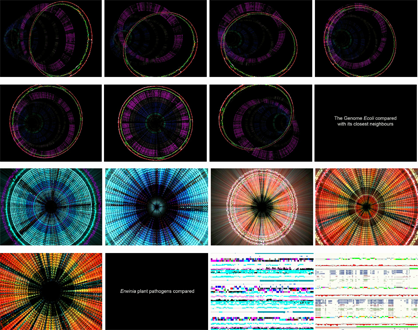 The Genome Ecoli compared
with its closest neighbours
Erwinia plant pathogens compared